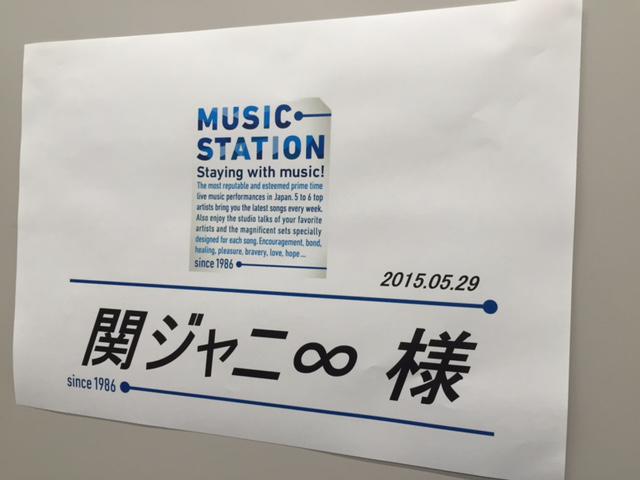 MUSIC
STATION
Staying with music!
The most reputable and esteemed prime time
live music performances in Japan. 5 to 6 top
artists bring you the latest songs every week.
Also enjoy the studio talks of your favorite
artists and the magnificent sets specially
designed for each song. Encouragement, bond,
healing, pleasure, bravery, love, hope ...
since 1986
2015.05.29
関ジャニ∞ 様
since 1986